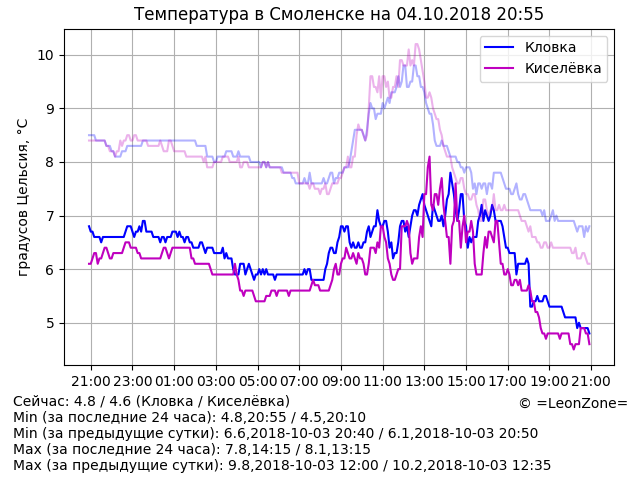 Температура в Смоленске на 04.10.2018 20:55
Кловка
Киселёвка
градусов Цельсия, °C
10
9
8
7
6
5
21:00 23:00 01:00 03:00 05:00 07:00 09:00 11:00 13:00 15:00 17:00 19:00 21:00
Сейчас: 4.8 / 4.6 (Кловка / Киселёвка)
© =LeonZone=
Min (за последние 24 часа): 4.8,20:55 / 4.5,20:10
Min (за предыдущие сутки): 6.6,2018-10-03 20:40 / 6.1,2018-10-03 20:50
Max (за последние 24 часа): 7.8,14:15 / 8.1,13:15
Max (за предыдущие сутки): 9.8,2018-10-03 12:00 / 10.2,2018-10-03 12:35